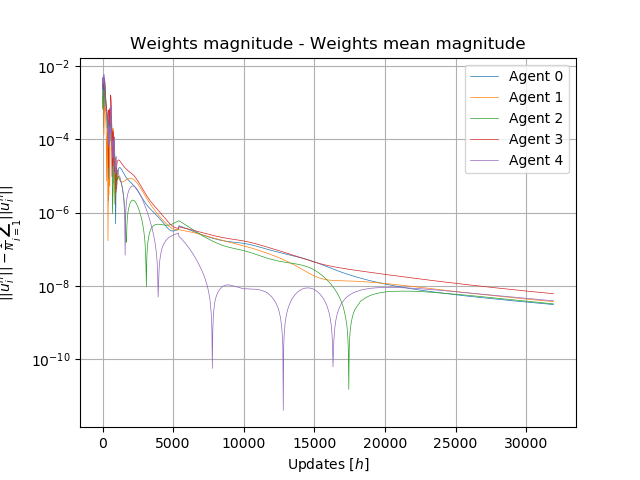 Weights magnitude - Weights mean magnitude
10⁻²
10⁻⁴
10⁻⁶
10⁻⁸
10⁻¹⁰
0
5000
10000
15000
20000
25000
30000
Updates [h]
Agent 0
Agent 1
Agent 2
Agent 3
Agent 4